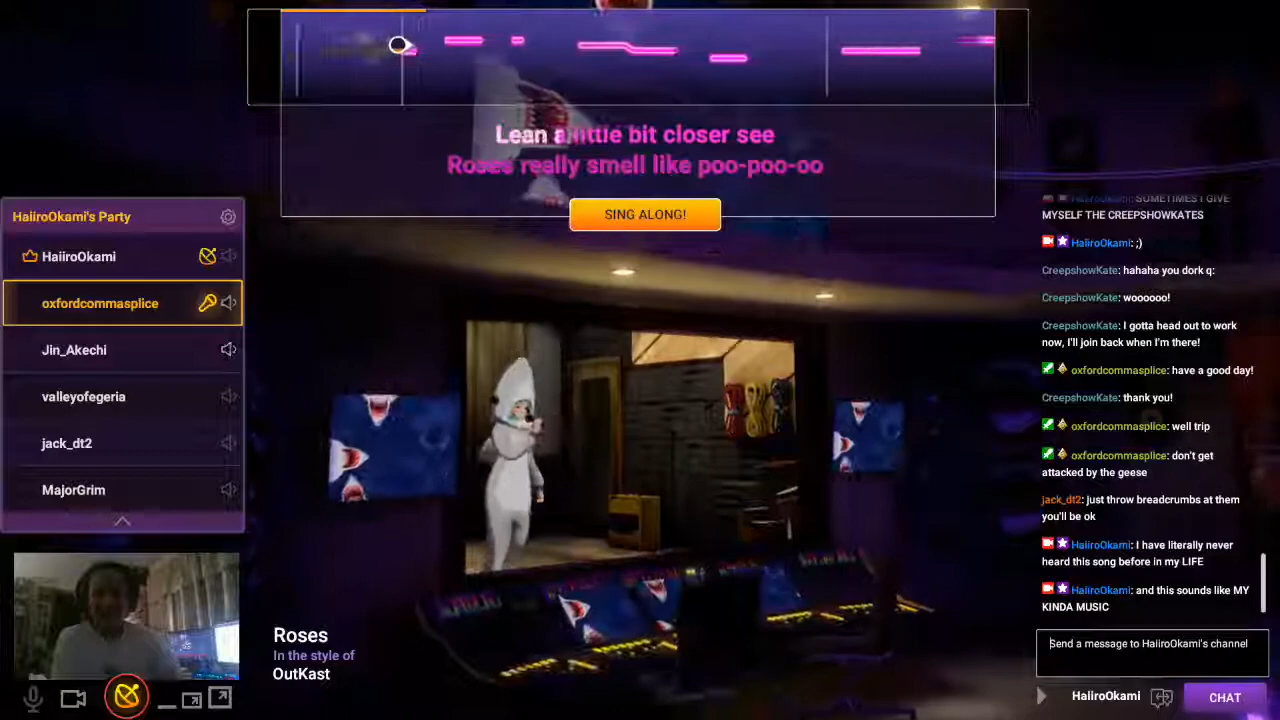 Lean a little bit closer see
Roses really smell like poo-poo-oo
SING ALONG!
HaiiroOkami's Party
HaiiroOkami
oxfordcommasplice
Jin_Akechi
valleyofegeria
jack_dt2
MajorGrim
Roses
In the style of
OutKast
HaiiroOkami: SOMETIMES I GIVE
MYSELF THE CREEPSHOWKATES
HaiiroOkami: ;)
CreepshowKate: hahaha you dork q:
CreepshowKate: woooooo!
CreepshowKate: I gotta head out to work
now, I'll join back when I'm there!
oxfordcommasplice: have a good day!
CreepshowKate: thank you!
oxfordcommasplice: well trip
oxfordcommasplice: don't get
attacked by the geese
jack_dt2: just throw breadcrumbs at them
you'll be ok
HaiiroOkami: I have literally never
heard this song before in my LIFE
HaiiroOkami: and this sounds like MY
KINDA MUSIC
Send a message to HaiiroOkami's channel
HaiiroOkami
CHAT